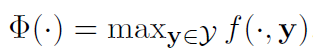 Φ(·) = max_{𝐲∈𝒴} f(·, 𝐲)